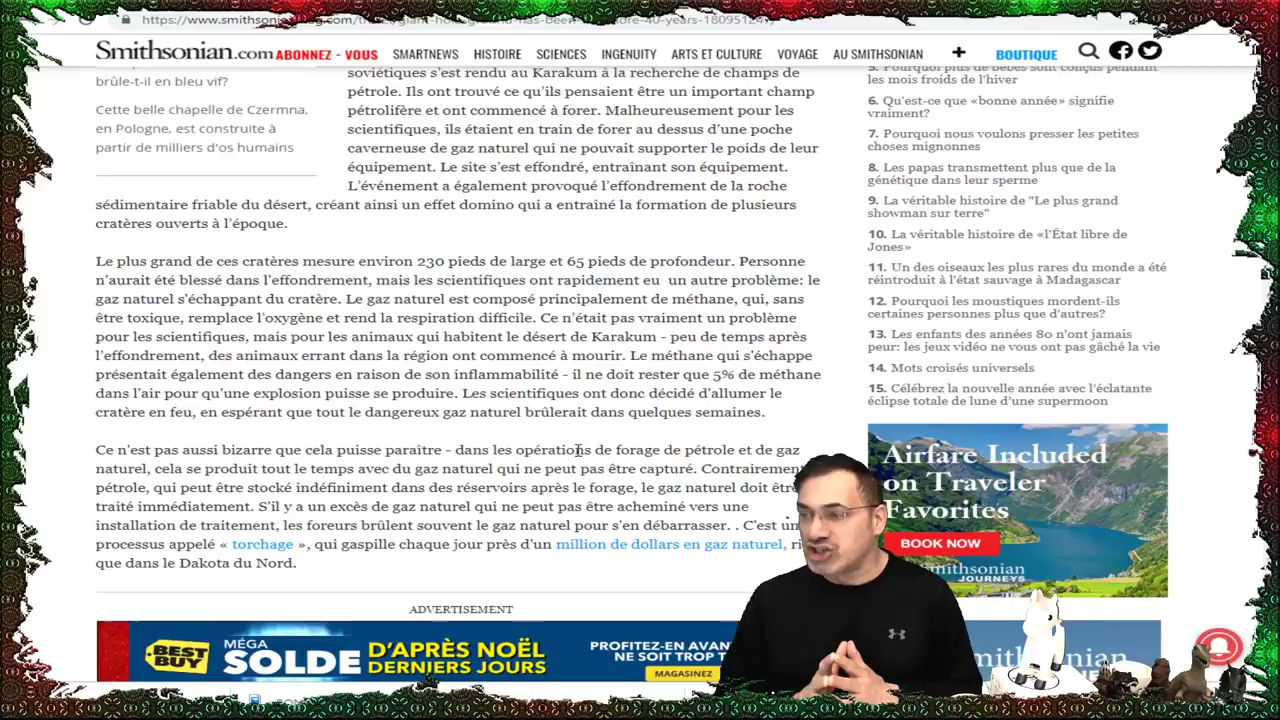 https://www.smithsoni
Smithsonian.com
ABONNEZ - VOUS
SMARTNEWS
HISTOIRE
SCIENCES
INGENUITY
ARTS ET CULTURE
VOYAGE
AU SMITHSONIAN
+
BOUTIQUE
brûle-t-il en bleu vif?
Cette belle chapelle de Czermna,
en Pologne, est construite à
partir de milliers d'os humains
soviétiques s'est rendu au Karakum à la recherche de champs de
pétrole. Ils ont trouvé ce qu'ils pensaient être un important champ
pétrolifère et ont commencé à forer. Malheureusement pour les
scientifiques, ils étaient en train de forer au dessus d'une poche
caverneuse de gaz naturel qui ne pouvait supporter le poids de leur
équipement. Le site s'est effondré, entraînant son équipement.
L'événement a également provoqué l'effondrement de la roche
sédimentaire friable du désert, créant ainsi un effet domino qui a entraîné la formation de plusieurs
cratères ouverts à l'époque.
Le plus grand de ces cratères mesure environ 230 pieds de large et 65 pieds de profondeur. Personne
n'aurait été blessé dans l'effondrement, mais les scientifiques ont rapidement eu un autre problème: le
gaz naturel s'échappant du cratère. Le gaz naturel est composé principalement de méthane, qui, sans
être toxique, remplace l'oxygène et rend la respiration difficile. Ce n'était pas vraiment un problème
pour les scientifiques, mais pour les animaux qui habitent le désert de Karakum - peu de temps après
l'effondrement, des animaux errant dans la région ont commencé à mourir. Le méthane qui s'échappe
présentait également des dangers en raison de son inflammabilité - il ne doit rester que 5% de méthane
dans l'air pour qu'une explosion puisse se produire. Les scientifiques ont donc décidé d'allumer le
cratère en feu, en espérant que tout le dangereux gaz naturel brûlerait dans quelques semaines.
Ce n'est pas aussi bizarre que cela puisse paraître - dans les opérations de forage de pétrole et de gaz
naturel, cela se produit tout le temps avec du gaz naturel qui ne peut pas être capturé. Contrairement
pétrole, qui peut être stocké indéfiniment dans des réservoirs après le forage, le gaz naturel doit être
traité immédiatement. S'il y a un excès de gaz naturel qui ne peut pas être acheminé vers une
installation de traitement, les foreurs brûlent souvent le gaz naturel pour s'en débarrasser. . C'est un
processus appelé « torchage », qui gaspille chaque jour près d'un million de dollars en gaz naturel,
que dans le Dakota du Nord.
ADVERTISEMENT
BEST BUY
MÉGA
SOLDE
D'APRÈS NOËL
DERNIERS JOURS
PROFITEZ-EN AVAN
NE SOIT TROP T
MAGASINEZ
5. Pourquoi plus de bébés sont conçus pendant
les mois froids de l'hiver
6. Qu'est-ce que «bonne année» signifie
vraiment?
7. Pourquoi nous voulons presser les petites
choses mignonnes
8. Les papas transmettent plus que de la
génétique dans leur sperme
9. La véritable histoire de "Le plus grand
showman sur terre"
10. La véritable histoire de «l'État libre de
Jones»
11. Un des oiseaux les plus rares du monde a été
réintroduit à l'état sauvage à Madagascar
12. Pourquoi les moustiques mordent-ils
certaines personnes plus que d'autres?
13. Les enfants des années 80 n'ont jamais
peur: les jeux vidéo ne vous ont pas gâché la vie
14. Mots croisés universels
15. Célébrez la nouvelle année avec l'éclatante
éclipse totale de lune d'une supermoon
Airfare Included
on Traveler
Favorites
BOOK NOW
Smithsonian
JOURNEYS
mithsonian